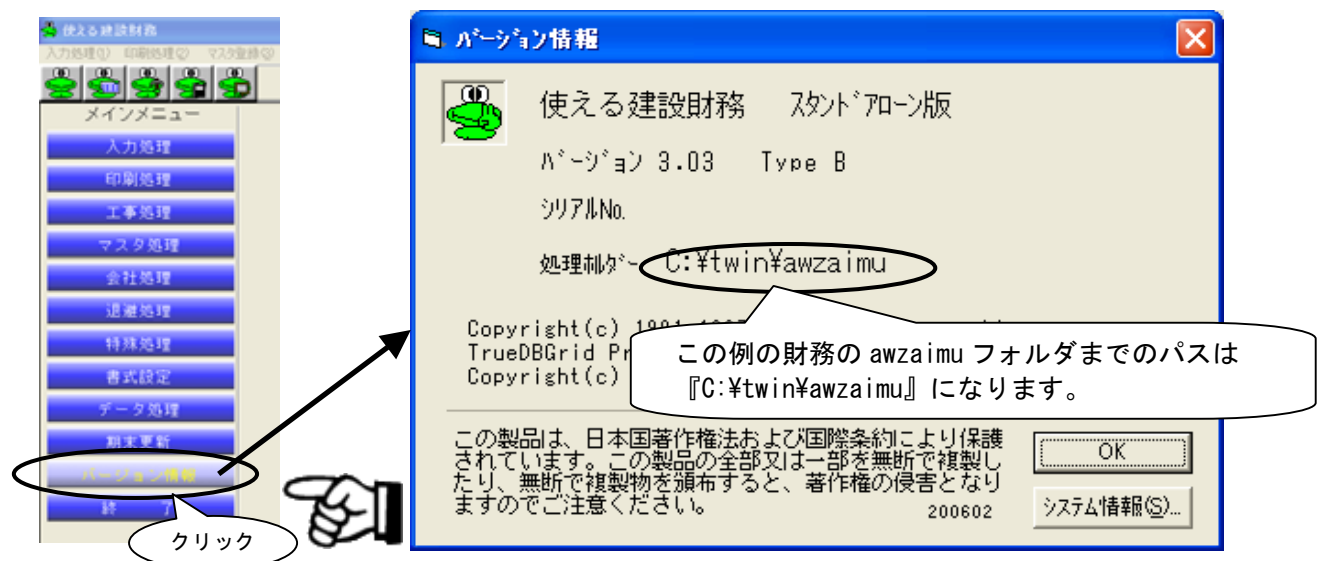 使える建設財務
入力処理(1) 印刷処理(2) マスタ登録(3)
メインメニュー
入力処理
印刷処理
工事処理
マスタ処理
会社処理
退避処理
特殊処理
書式設定
データ処理
期末更新
バージョン情報
終 了
クリック
ﾊﾞｰｼﾞｮﾝ情報
使える建設財務 ｽﾀﾝﾄﾞｱﾛｰﾝ版
ﾊﾞｰｼﾞｮﾝ 3.03 Type B
ｼﾘｱﾙNo.
処理ﾎﾙﾀﾞｰ C:¥twin¥awzaimu
Copyright(c)
TrueDBGrid
Copyright(c)
この例の財務の awzaimu フォルダまでのパスは
『C:¥twin¥awzaimu』になります。
この製品は、日本国著作権法および国際条約により保護
されています。この製品の全部又は一部を無断で複製し
たり、無断で複製物を頒布すると、著作権の侵害となり
ますのでご注意ください。
200602
OK
ｼｽﾃﾑ情報(S)...